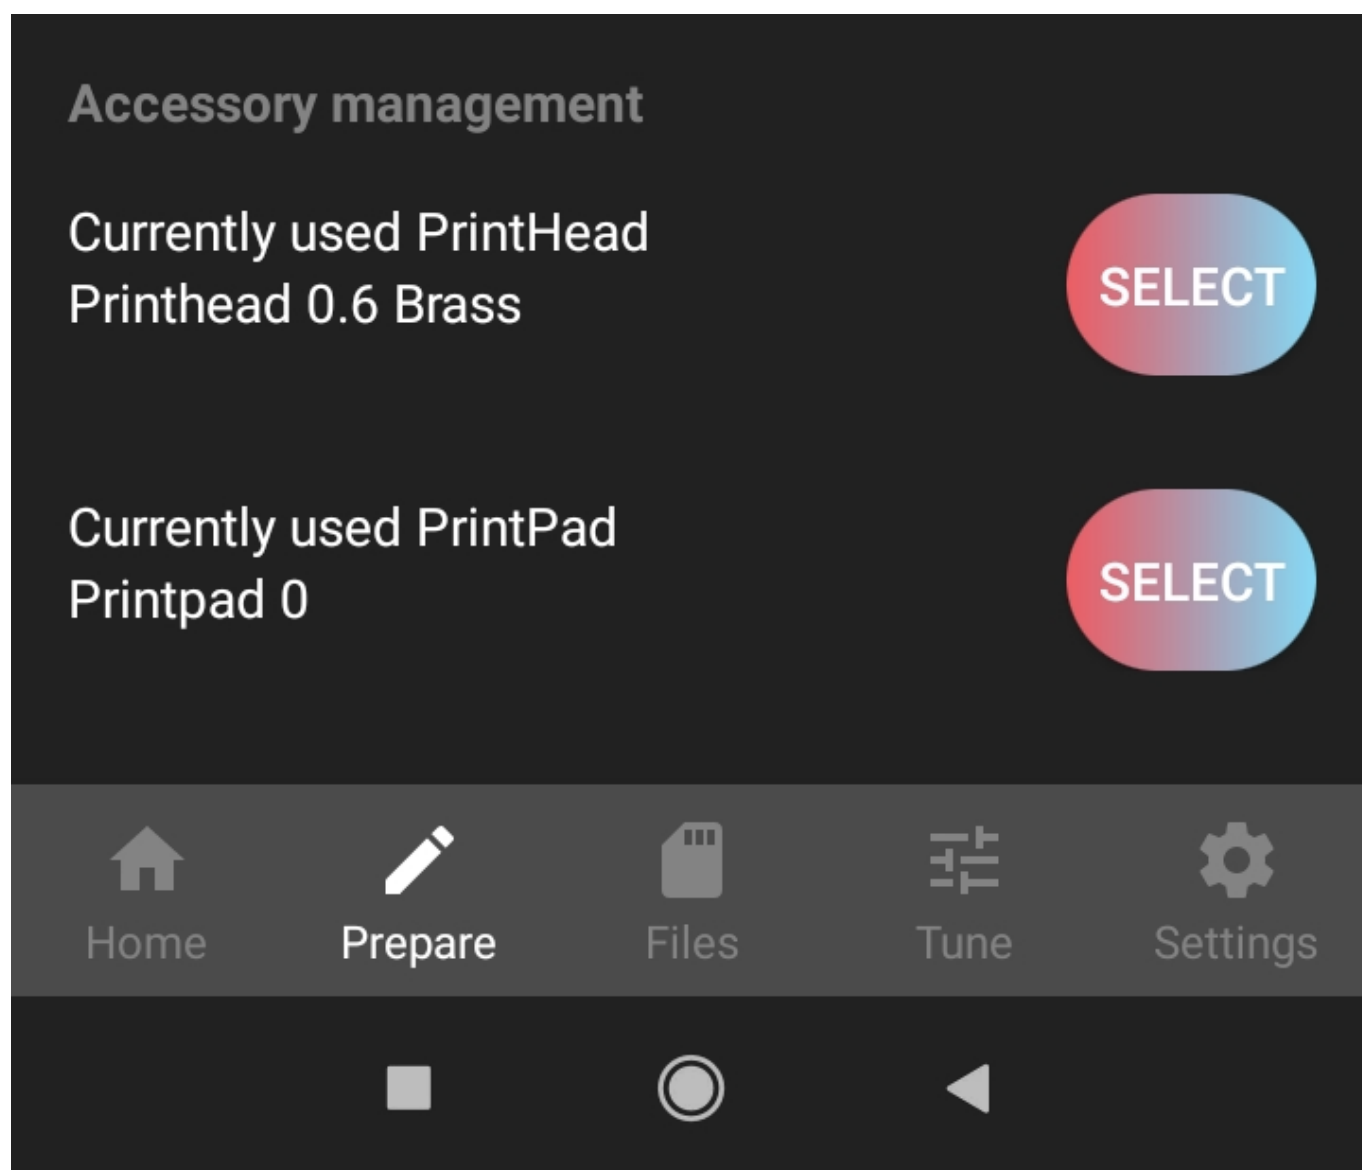 Accessory management
Currently used PrintHead
Printhead 0.6 Brass
SELECT
Currently used PrintPad
Printpad 0
SELECT
Home
Prepare
Files
Tune
Settings